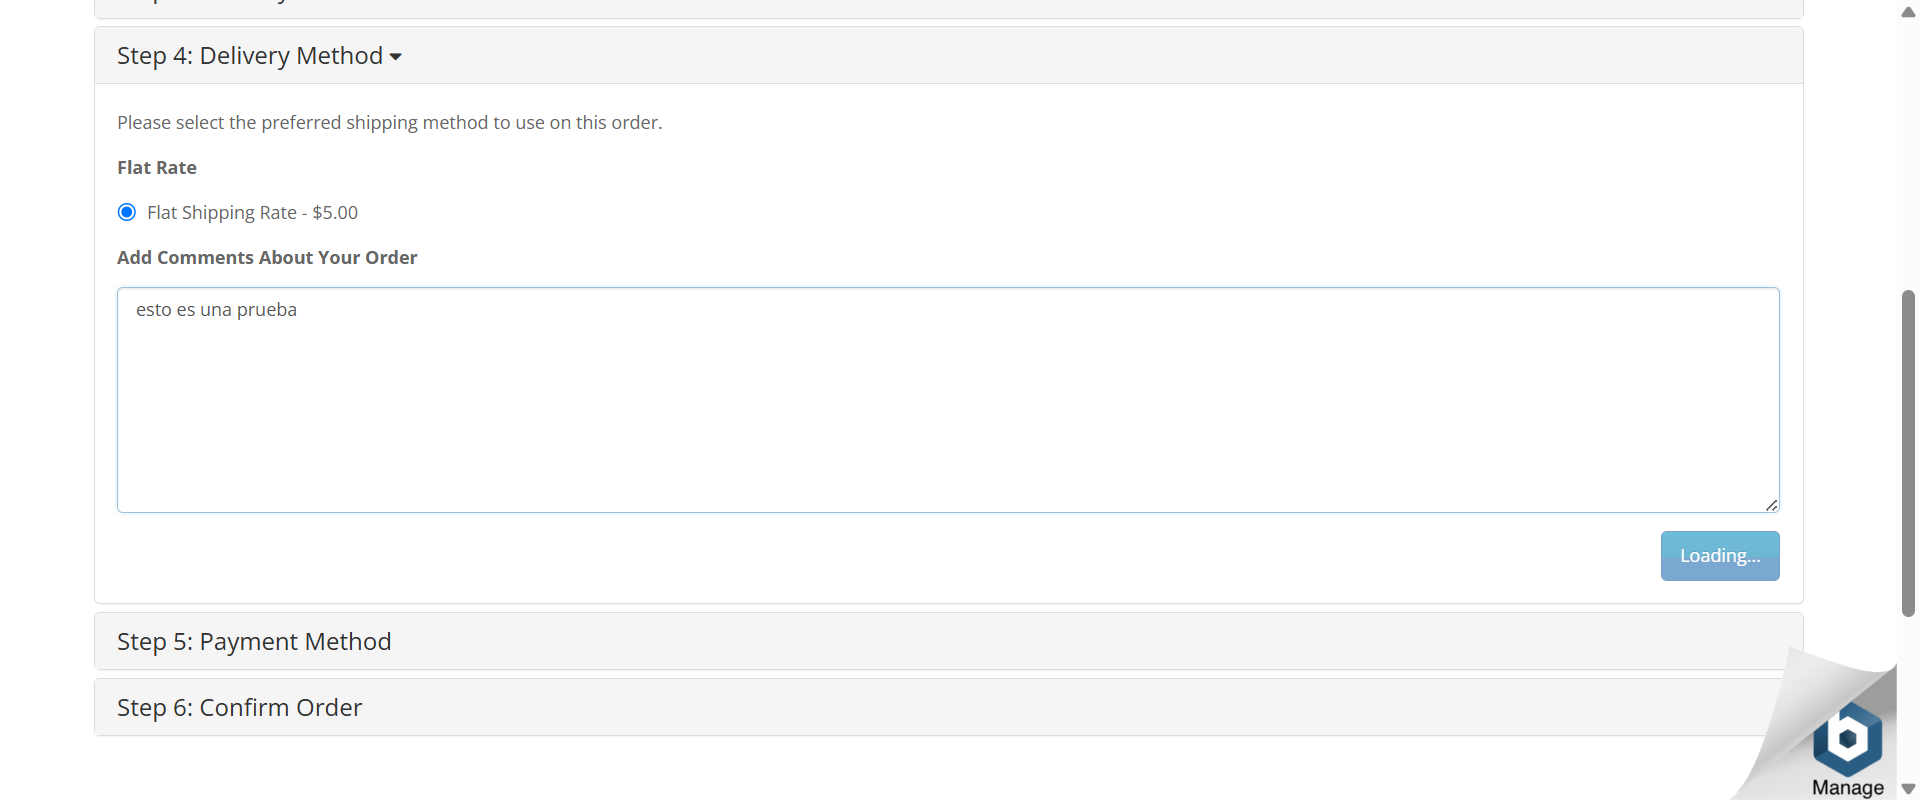 Step 4: Delivery Method
Please select the preferred shipping method to use on this order.
Flat Rate
Flat Shipping Rate - $5.00
Add Comments About Your Order
esto es una prueba
Loading...
Step 5: Payment Method
Step 6: Confirm Order
b
Manage